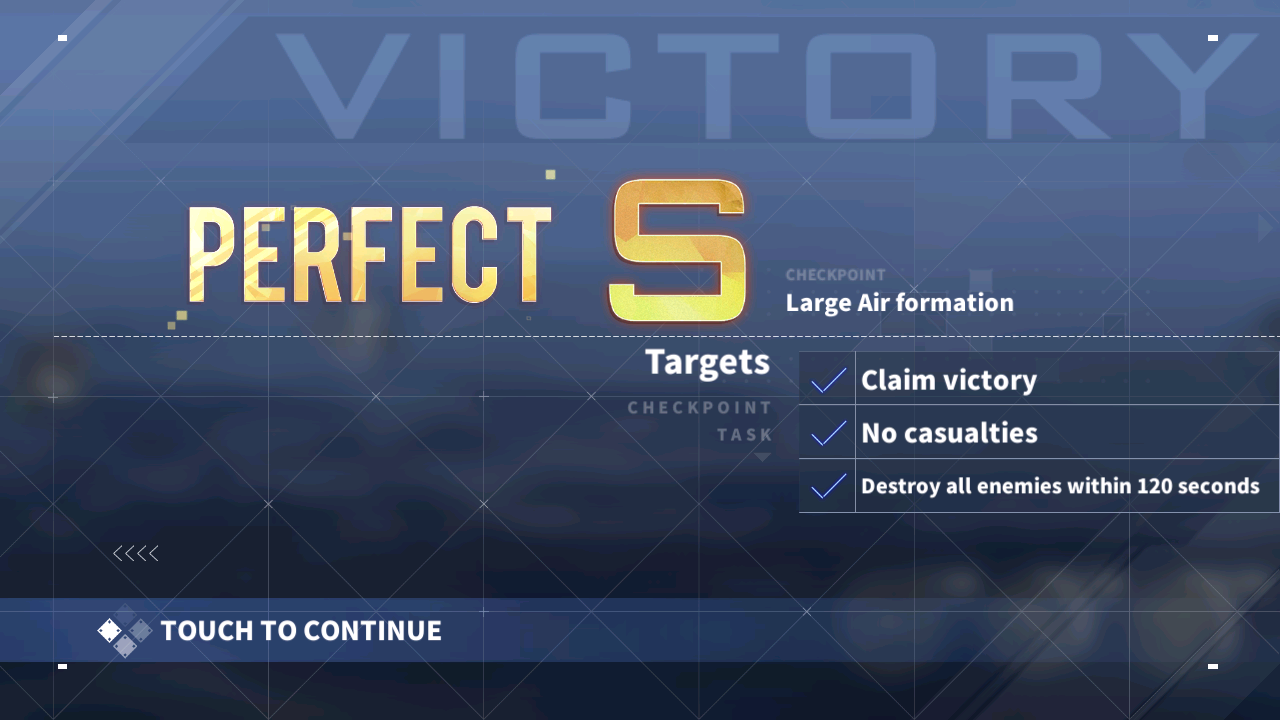 VICTORY
PERFECT S
CHECKPOINT
Large Air formation
Targets
CHECKPOINT
TASK
Claim victory
No casualties
Destroy all enemies within 120 seconds
TOUCH TO CONTINUE